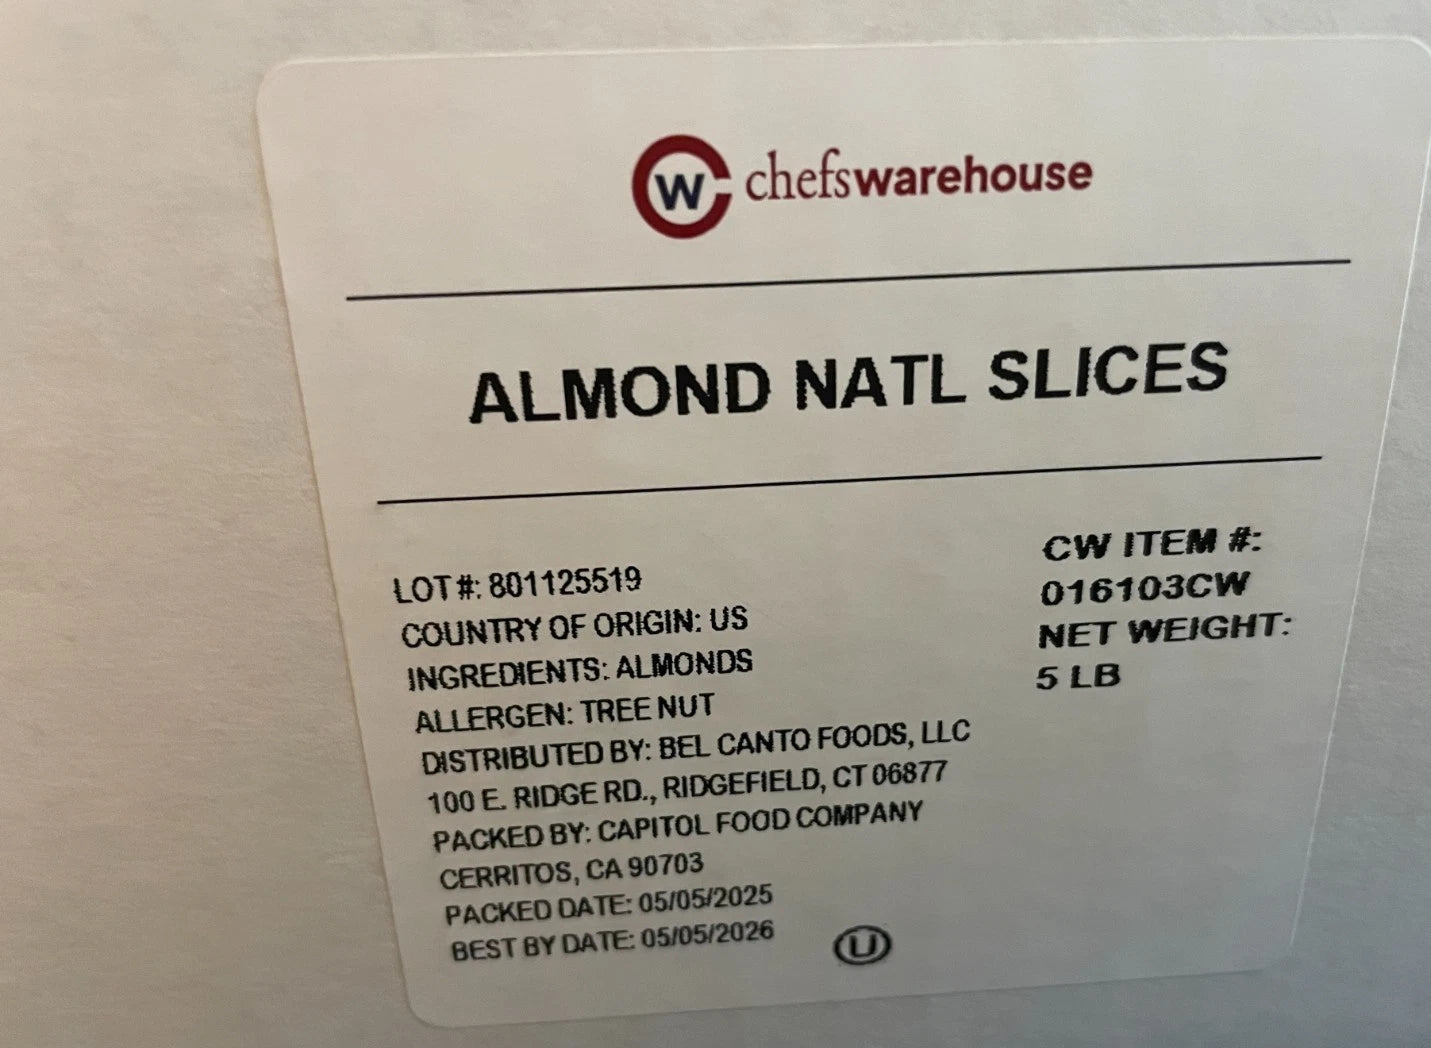 CW chefswarehouse
ALMOND NATL SLICES
LOT#: 801125519
COUNTRY OF ORIGIN: US
INGREDIENTS: ALMONDS
ALLERGEN: TREE NUT
DISTRIBUTED BY: BEL CANTO FOODS, LLC
100 E. RIDGE RD., RIDGEFIELD, CT 06877
PACKED BY: CAPITOL FOOD COMPANY
CERRITOS, CA 90703
PACKED DATE: 05/05/2025
BEST BY DATE: 05/05/2026
U
CW ITEM #:
016103CW
NET WEIGHT:
5 LB